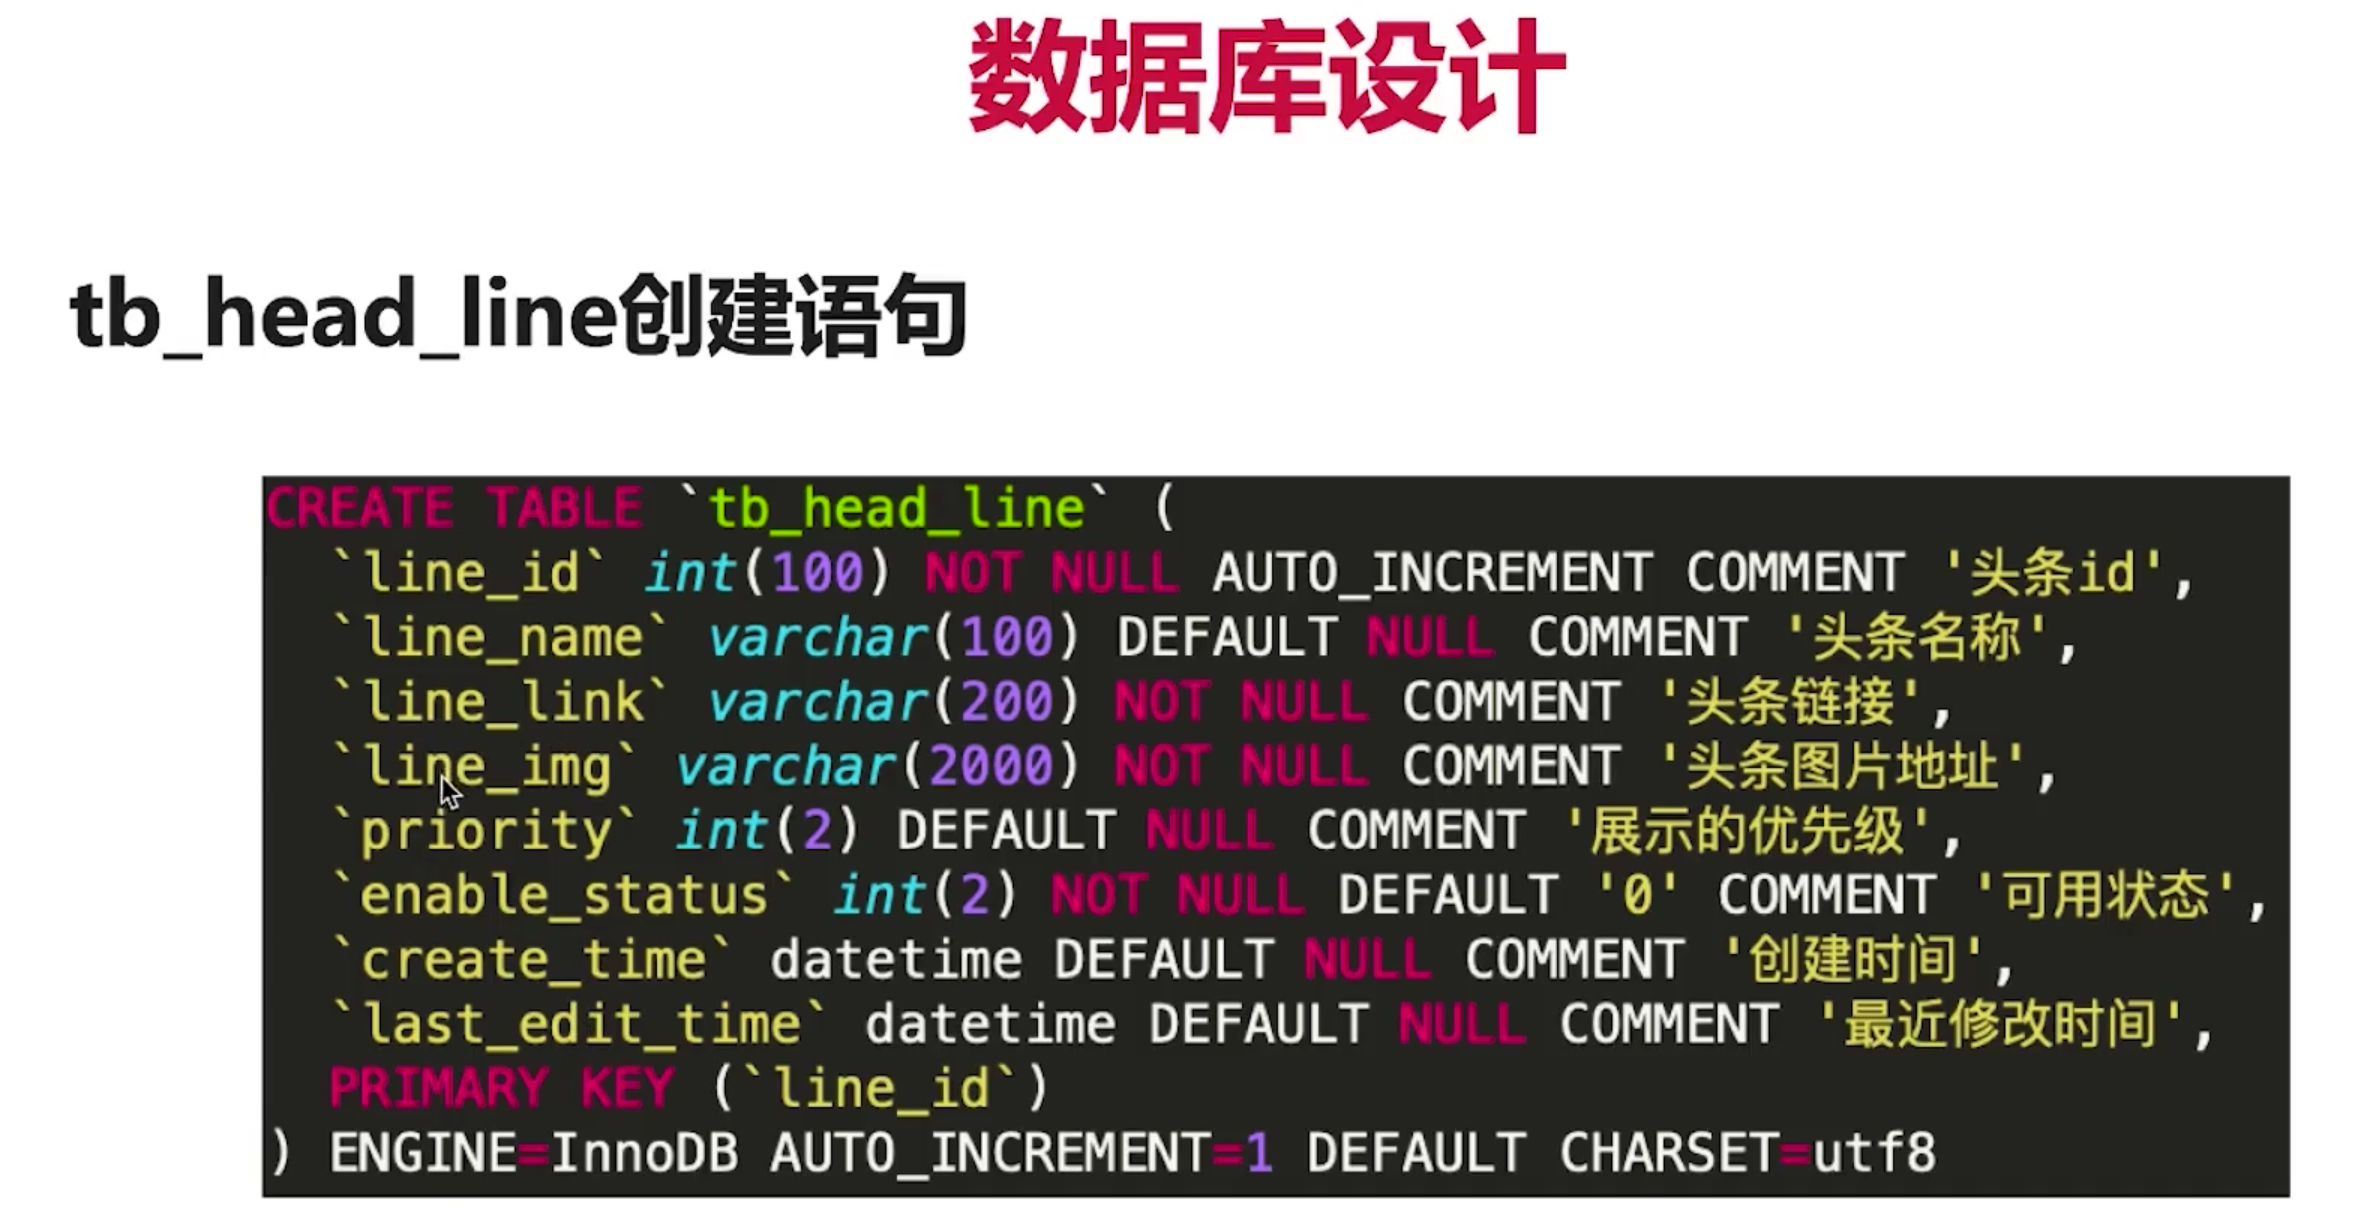 数据库设计
tb_head_line创建语句
CREATE TABLE `tb_head_line` (
  `line_id` int(100) NOT NULL AUTO_INCREMENT COMMENT '头条id',
  `line_name` varchar(100) DEFAULT NULL COMMENT '头条名称',
  `line_link` varchar(200) NOT NULL COMMENT '头条链接',
  `line_img` varchar(2000) NOT NULL COMMENT '头条图片地址',
  `priority` int(2) DEFAULT NULL COMMENT '展示的优先级',
  `enable_status` int(2) NOT NULL DEFAULT '0' COMMENT '可用状态',
  `create_time` datetime DEFAULT NULL COMMENT '创建时间',
  `last_edit_time` datetime DEFAULT NULL COMMENT '最近修改时间',
  PRIMARY KEY (`line_id`)
) ENGINE=InnoDB AUTO_INCREMENT=1 DEFAULT CHARSET=utf8